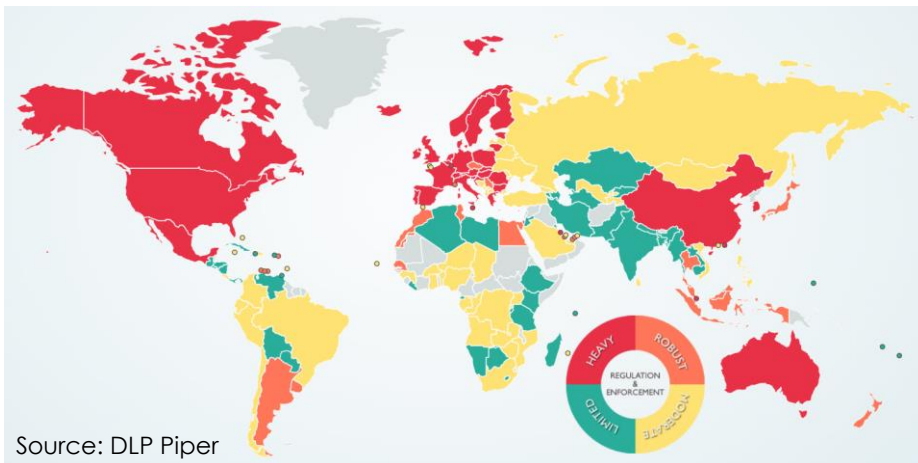 HEAVY
ROBUST
REGULATION
&
ENFORCEMENT
LIMITED
MODERATE
Source: DLP Piper